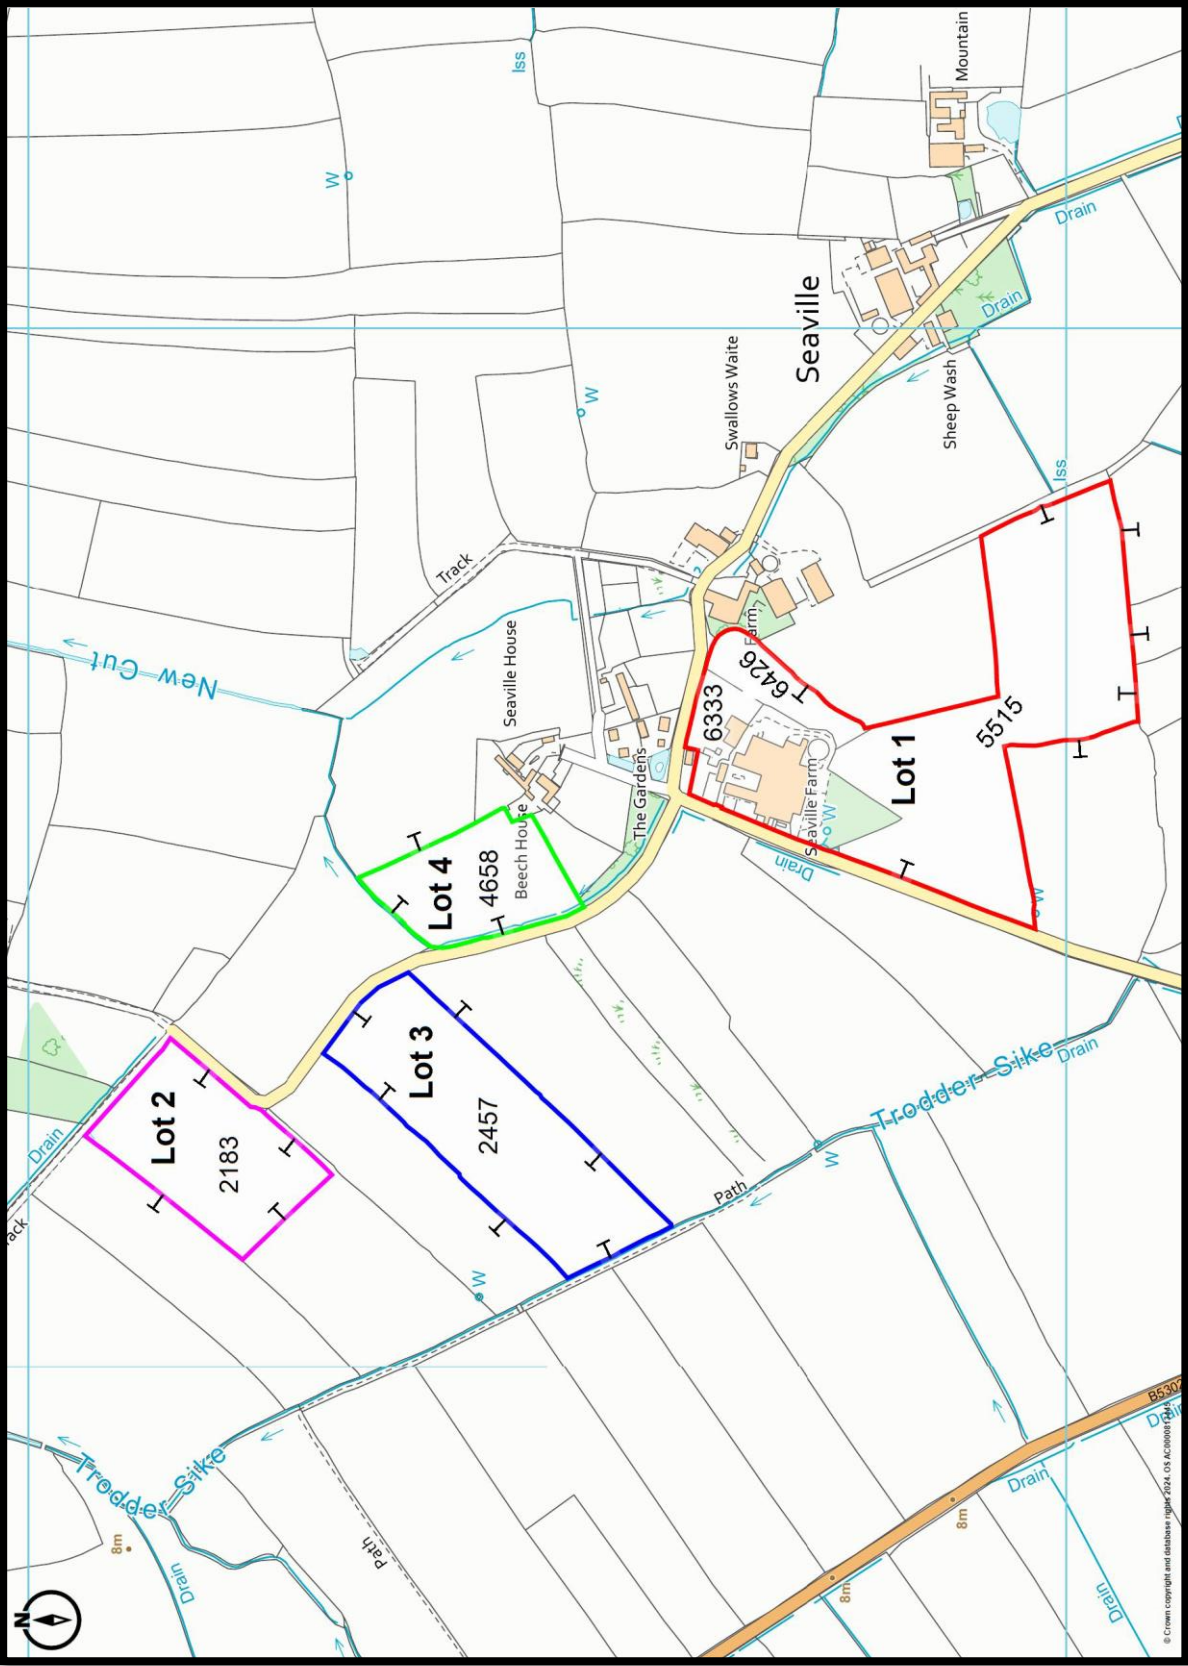 N
Mountain
Iss
W
Drain
Seaville
Drain
Swallows Waite
Sheep Wash
W
Iss
Track
New Cut
Seaville House
Farm
6426
6333
5515
The Gardens
Lot 1
Seaville Farm
W
Drain
W
Beech House
4658
Lot 4
Lot 3
2457
Lot 2
2183
Drain
Trodder Sike
Drain
W
Path
W
Trodder Sike
8m
Drain
Path
B5302
Drain
8m
8m
Drain
© Crown copyright and database rights 2024. OS